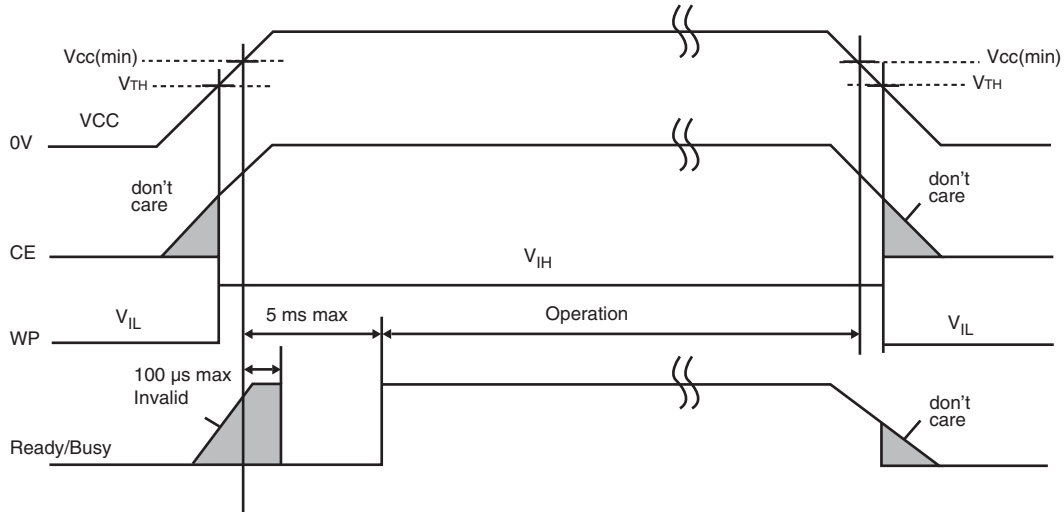 Vcc(min)
Vcc(min)
VTH
VTH
VCC
0V
don't
care
don't
care
CE
VIH
VIL
5 ms max
Operation
VIL
WP
100 µs max
Invalid
don't
care
Ready/Busy